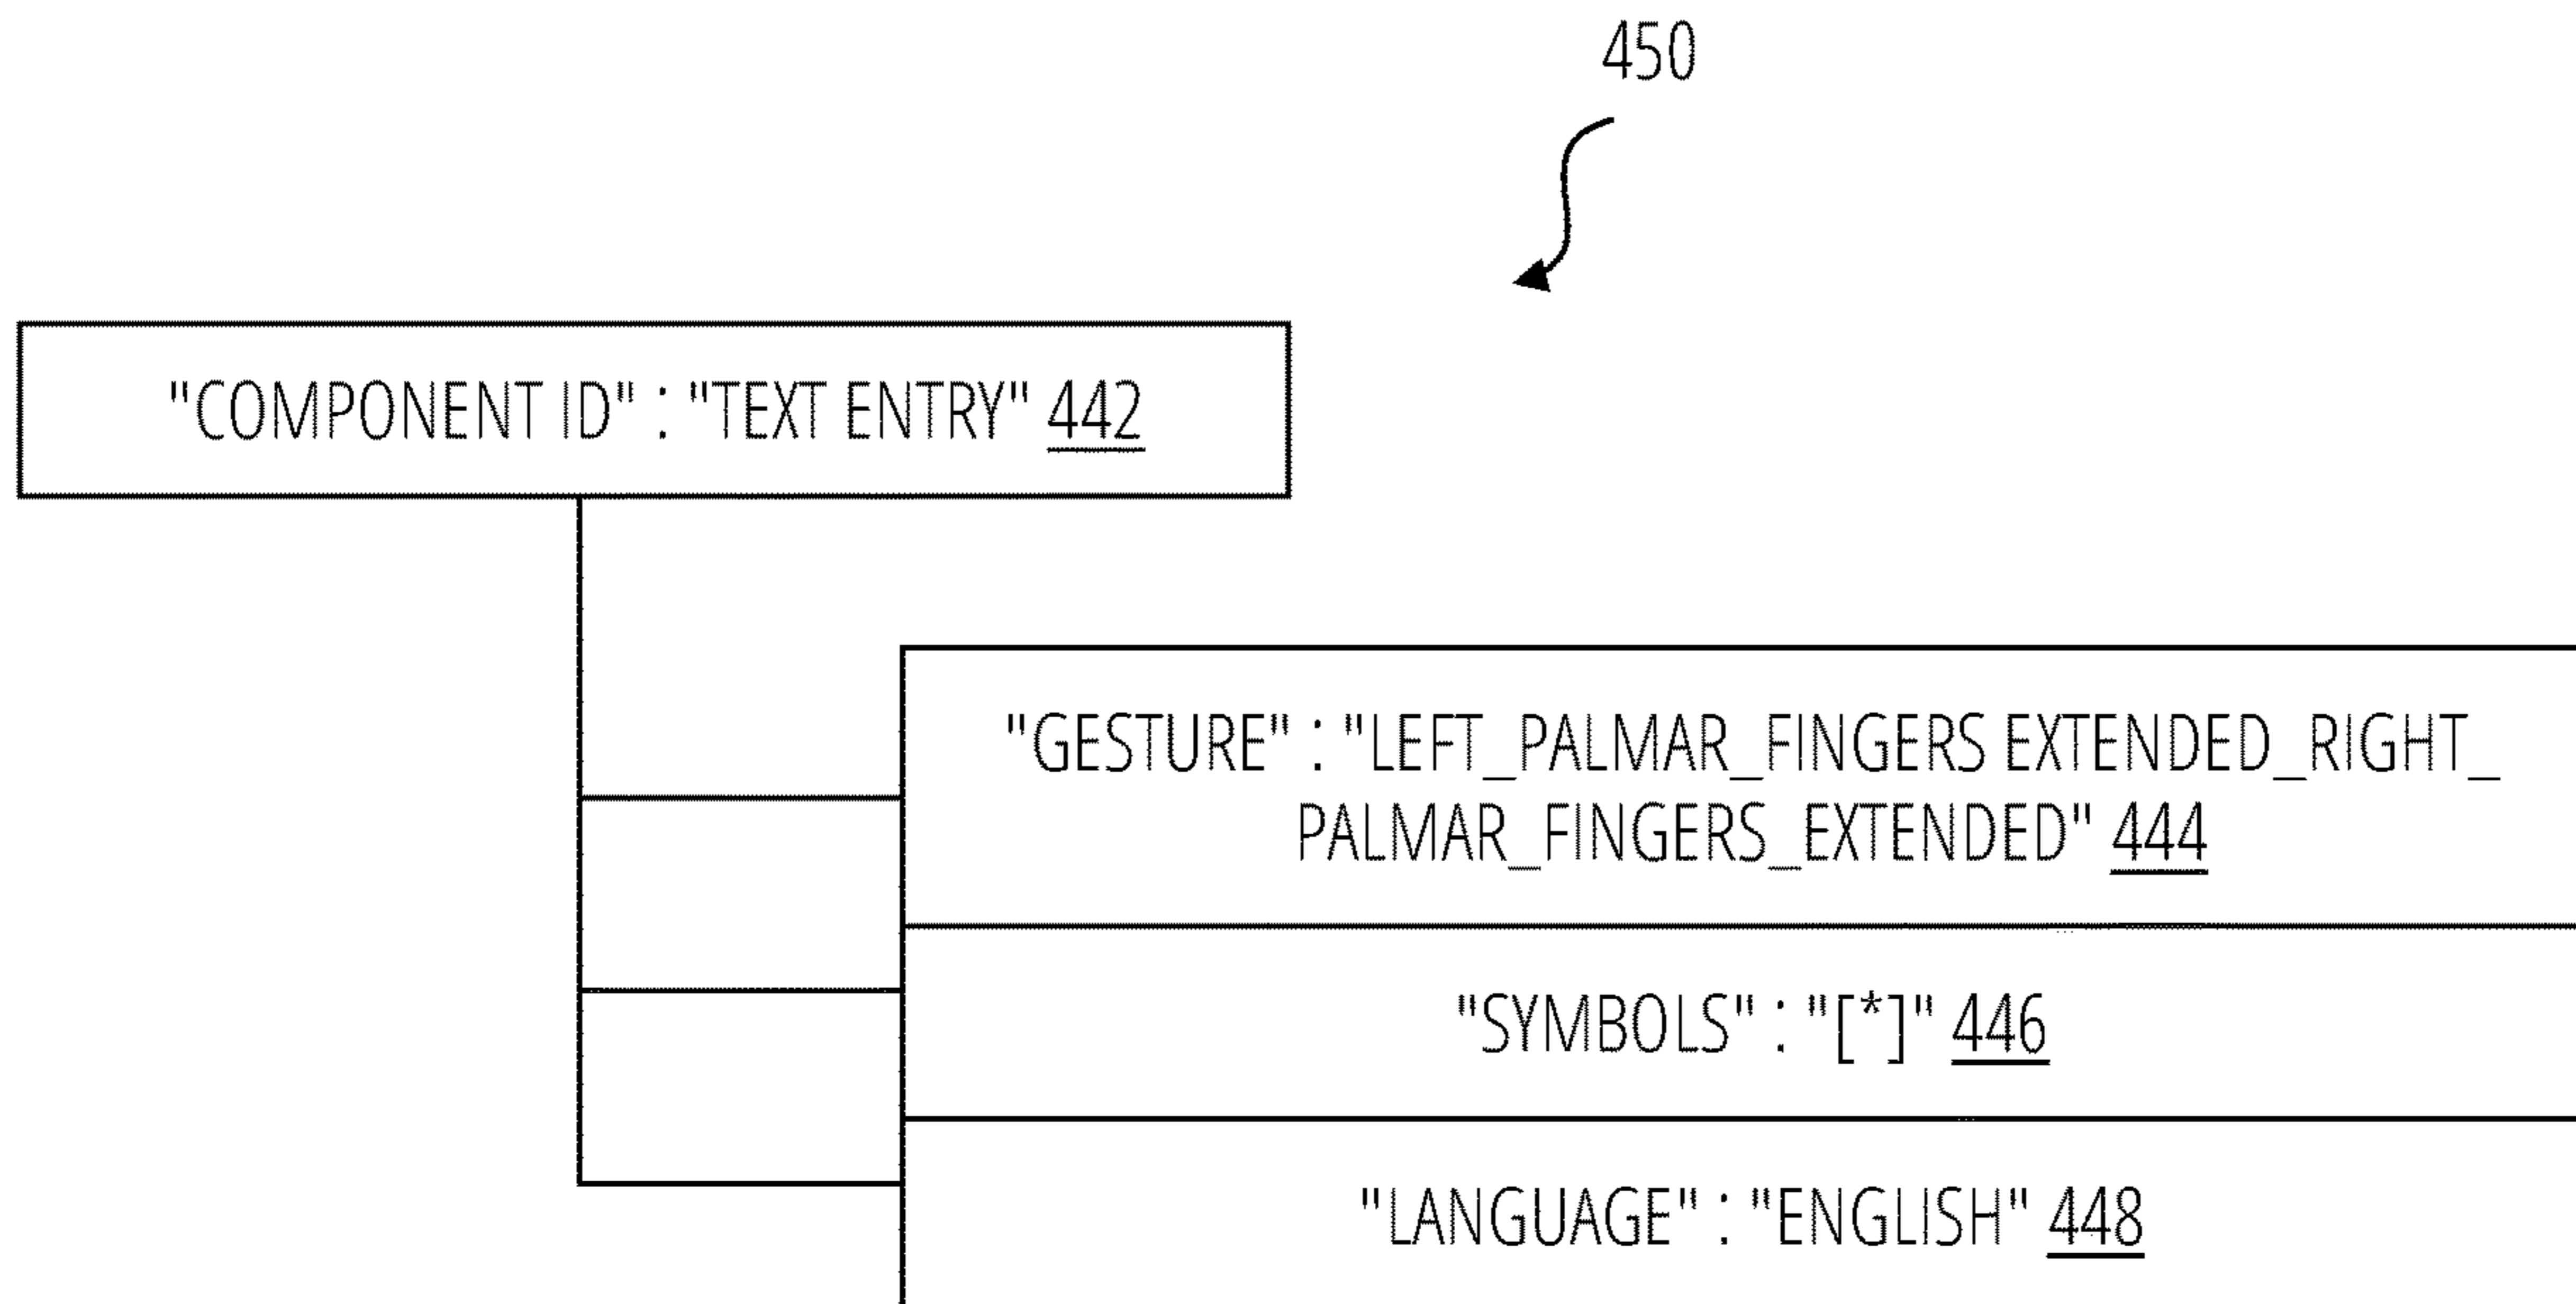 450
"COMPONENT ID" : "TEXT ENTRY" 442
"GESTURE" : "LEFT_PALMAR_FINGERS EXTENDED_RIGHT_
PALMAR_FINGERS_EXTENDED" 444
"SYMBOLS" : "[*]" 446
"LANGUAGE" : "ENGLISH" 448